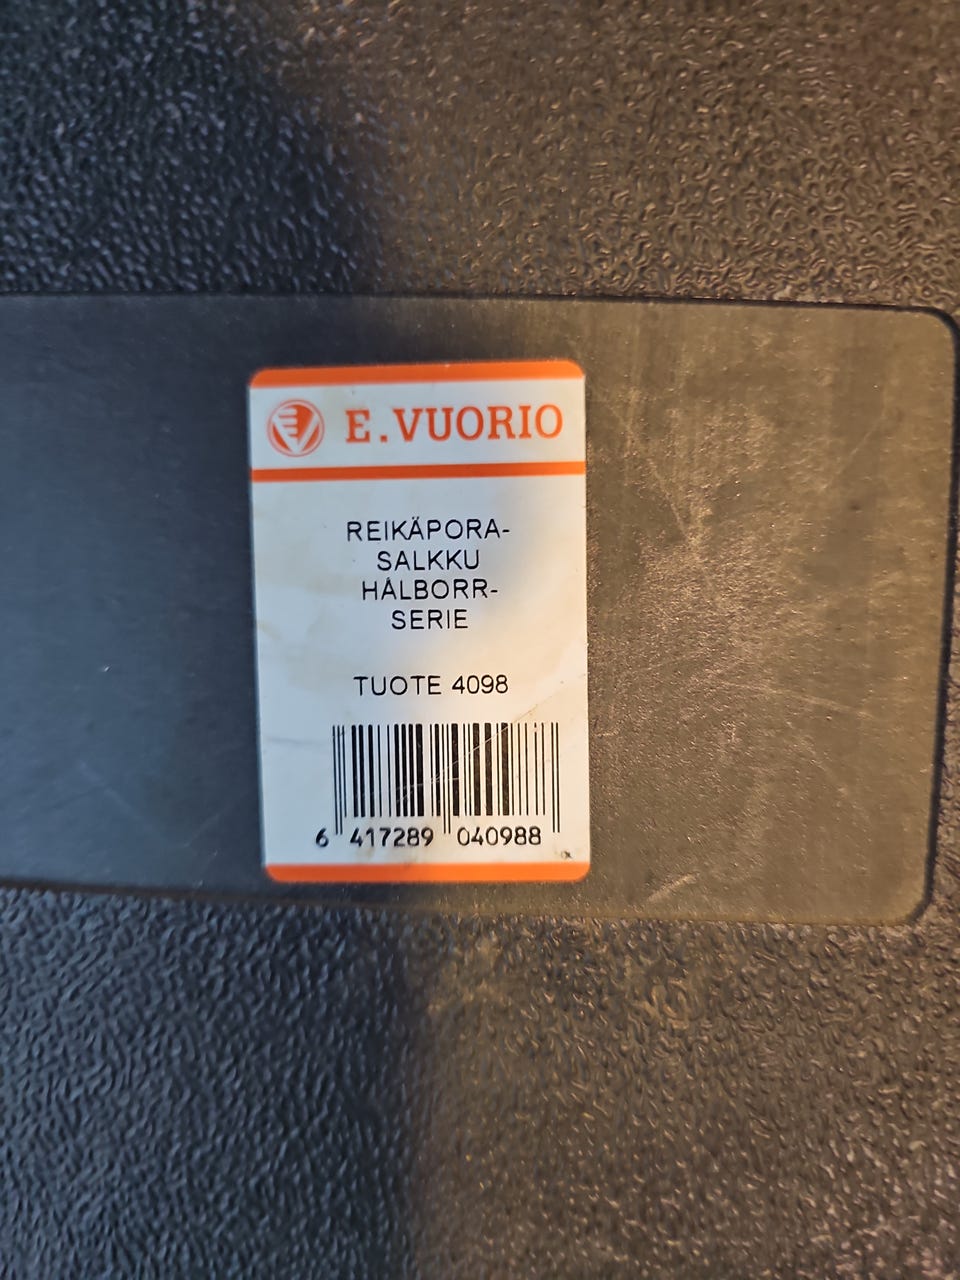 E.VUORIO
REIKÄPORA-
SALKKU
HÅLBORR-
SERIE
TUOTE 4098
6 417289 040988